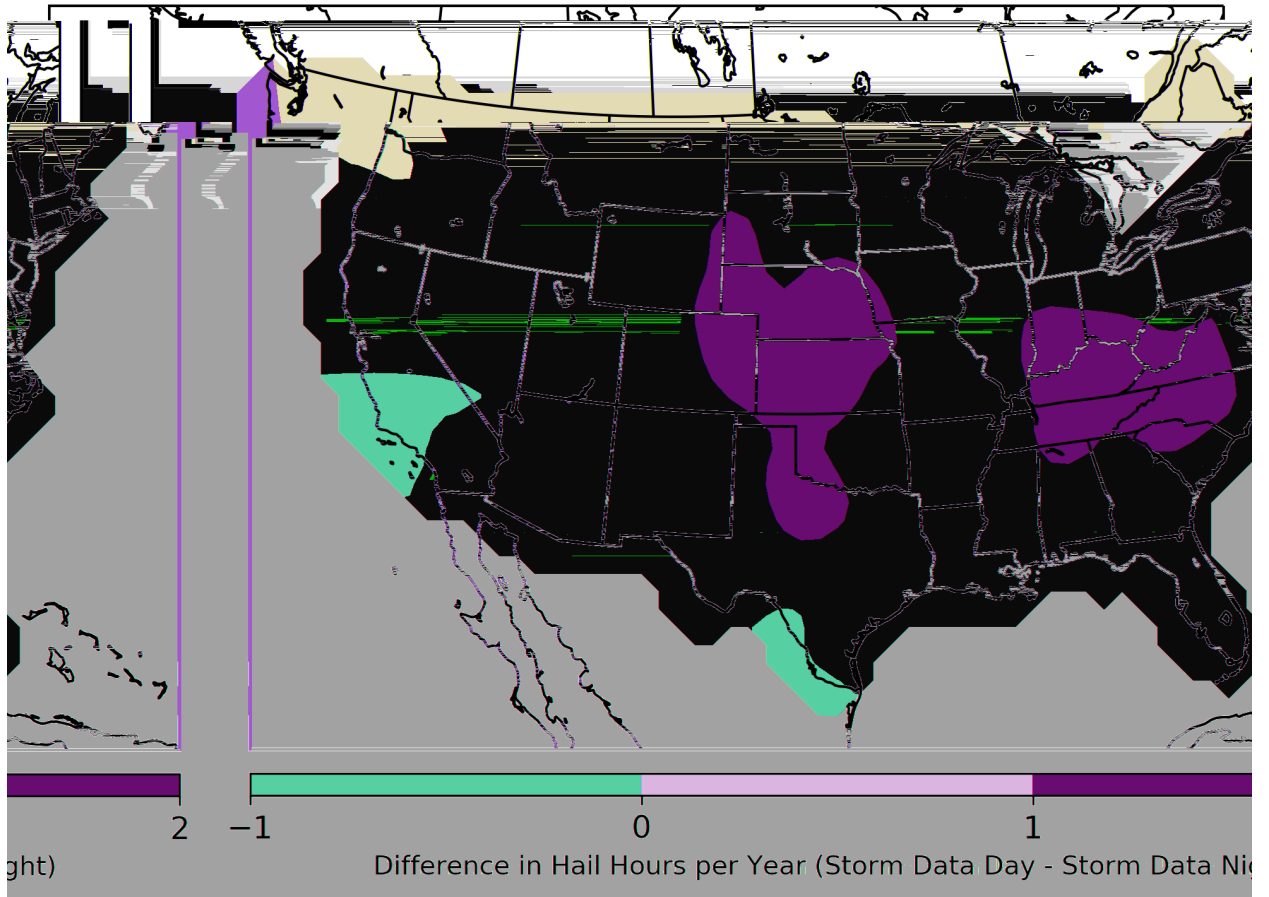 2 −1 0 1
ght) Difference in Hail Hours per Year (Storm Data Day - Storm Data Nig